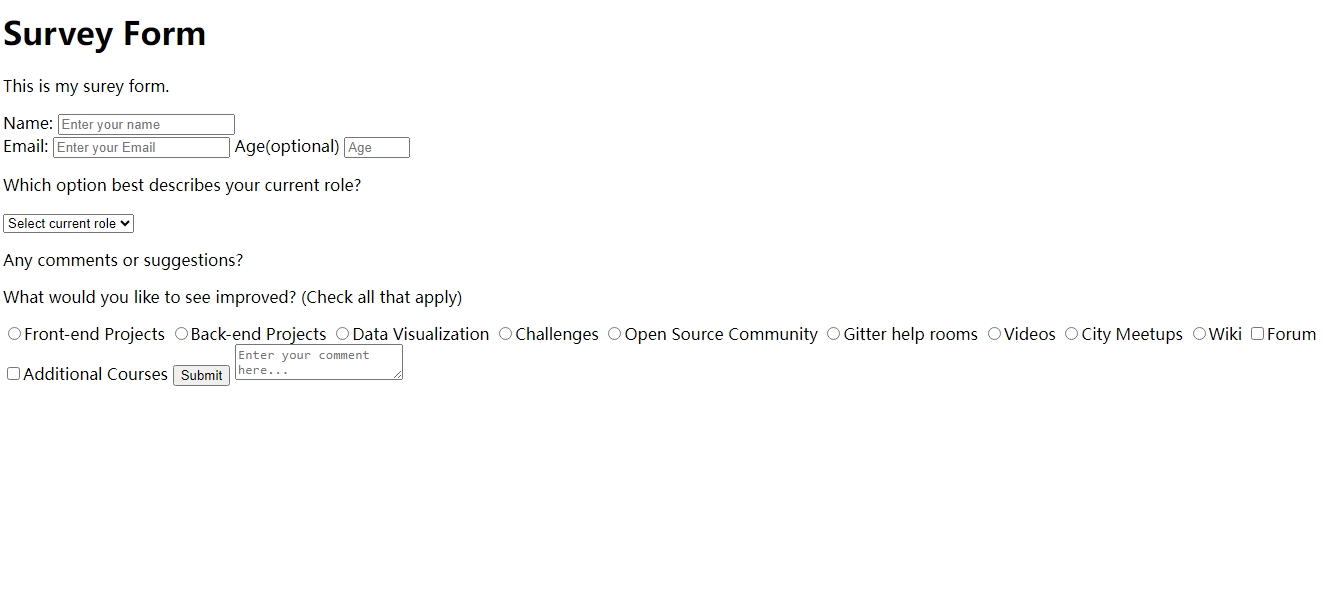 Survey Form
This is my surey form.
Name: Enter your name
Email: Enter your Email Age(optional) Age
Which option best describes your current role?
Select current role
Any comments or suggestions?
What would you like to see improved? (Check all that apply)
Front-end Projects Back-end Projects Data Visualization Challenges Open Source Community Gitter help rooms Videos City Meetups Wiki Forum
Additional Courses Submit Enter your comment
here...